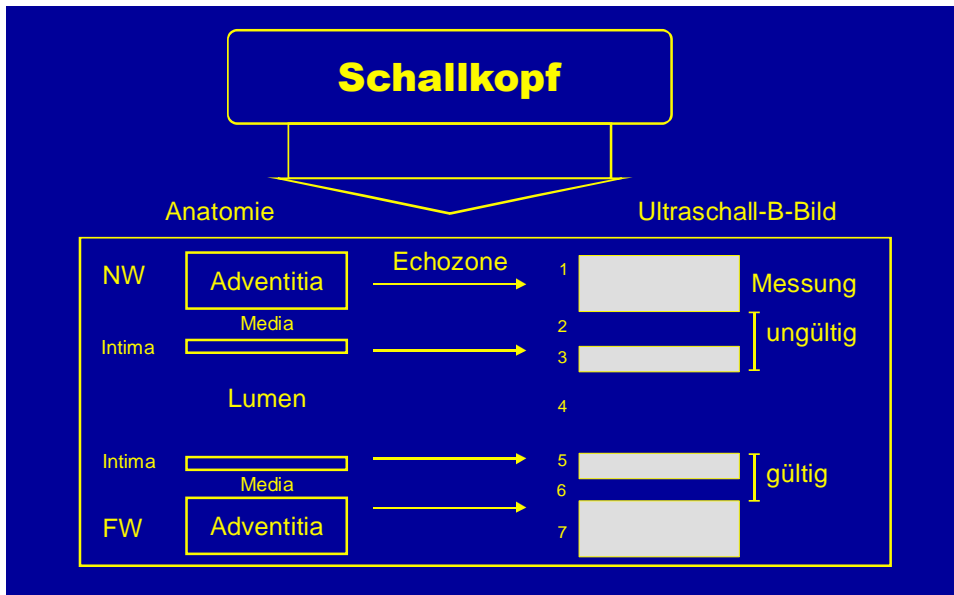 Schallkopf
Anatomie
Ultraschall-B-Bild
NW
Adventitia
Echozone
1
Messung
Media
2
ungültig
Intima
3
Lumen
4
Intima
5
gültig
Media
6
FW
Adventitia
7